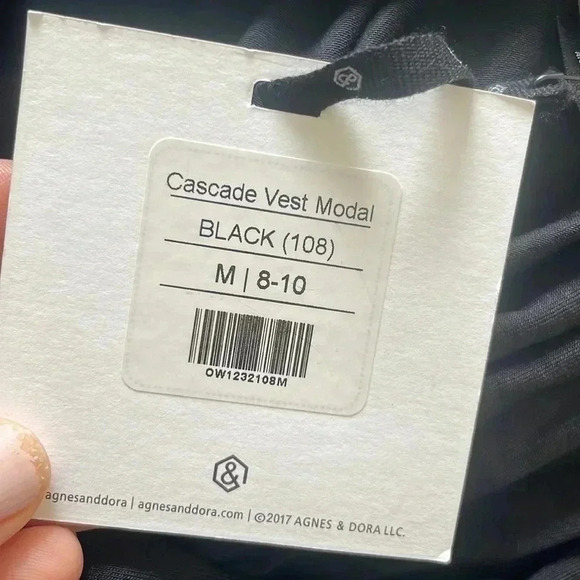 Cascade Vest Modal
BLACK (108)
M | 8-10
OW1232108M
&
agnesanddora | agnesanddora.com | ©2017 AGNES & DORA LLC.